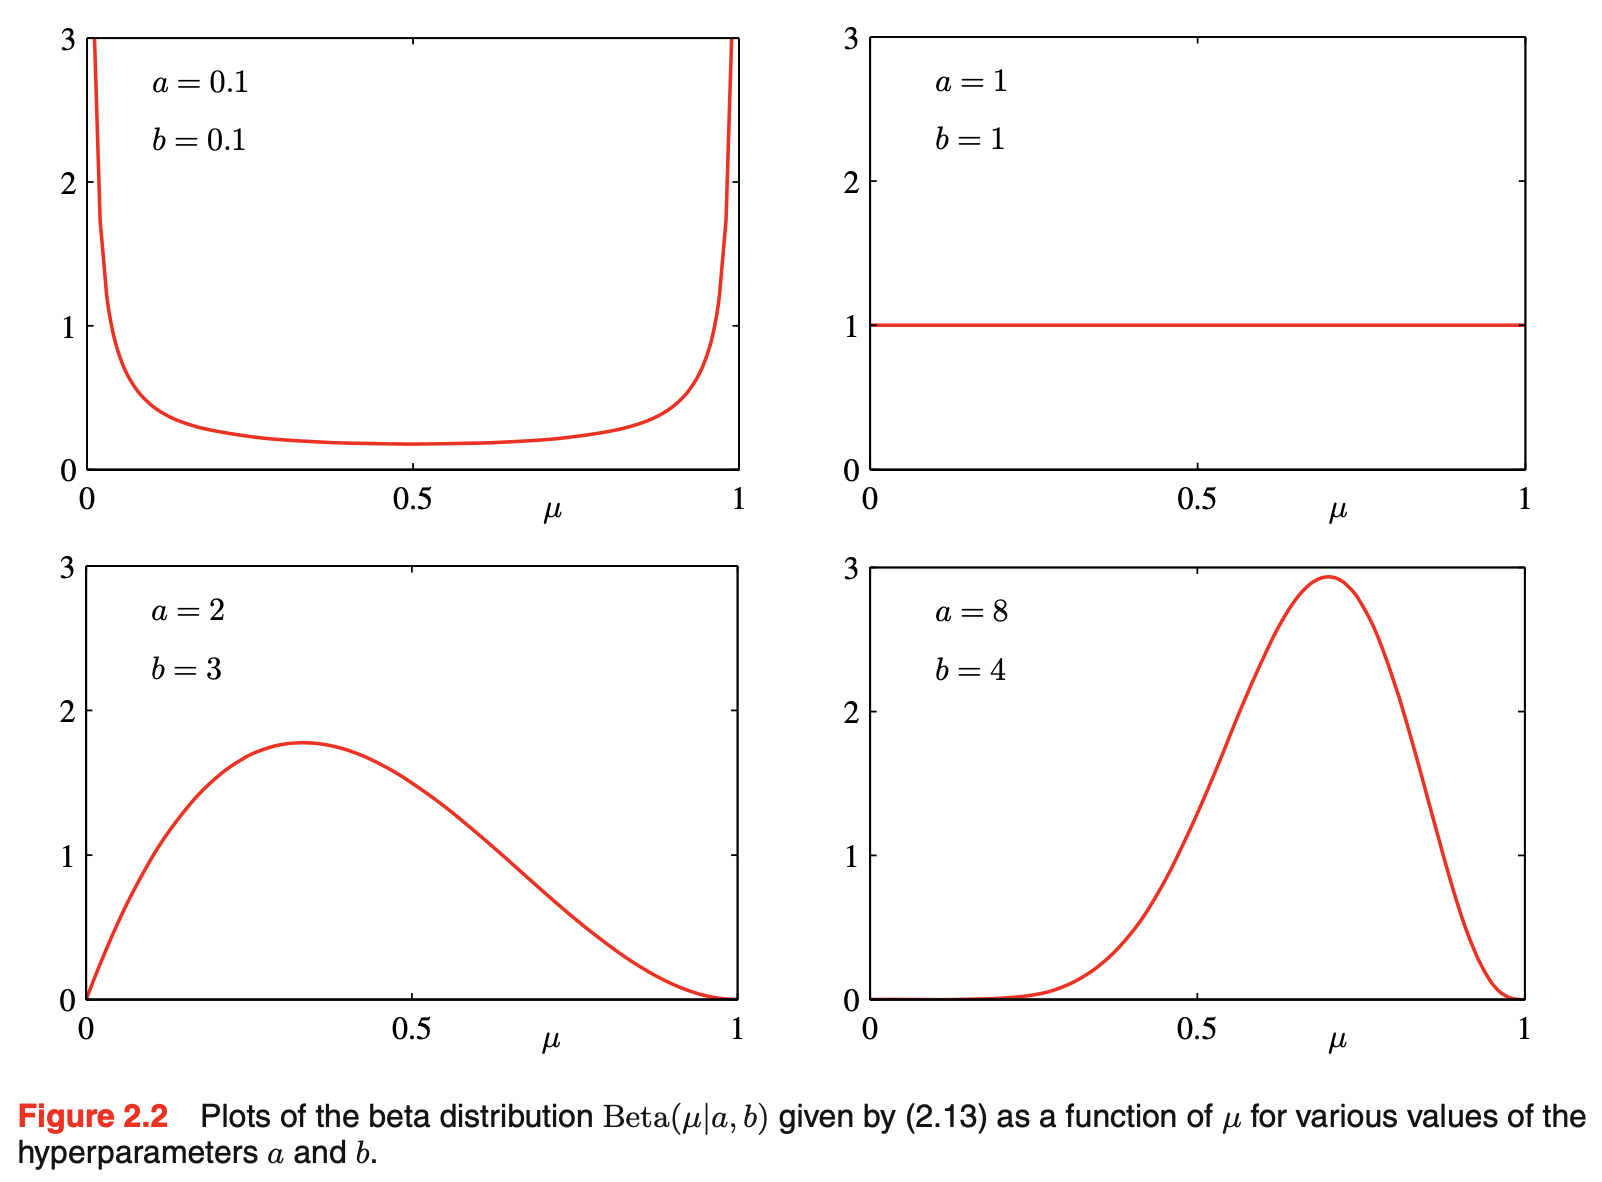 3
2
1
0
a = 0.1
b = 0.1
0 0.5 μ 1
3
2
1
0
a = 1
b = 1
0 0.5 μ 1
3
2
1
0
a = 2
b = 3
0 0.5 μ 1
3
2
1
0
a = 8
b = 4
0 0.5 μ 1
Figure 2.2 Plots of the beta distribution Beta(μ|a, b) given by (2.13) as a function of μ for various values of the
hyperparameters a and b.